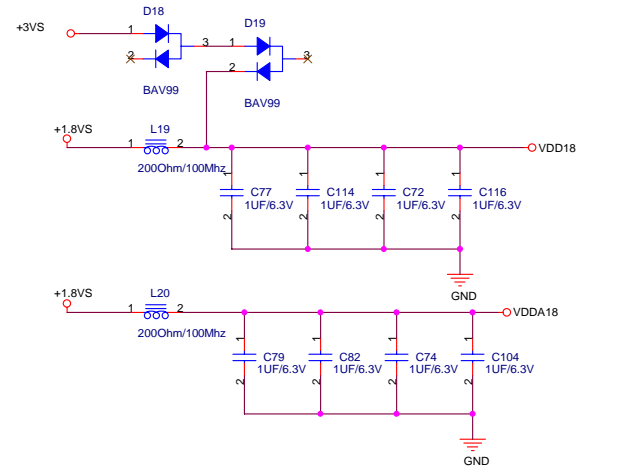 D18
D19
+3VS
1
3
1
2
3
2
BAV99
BAV99
+1.8VS
L19
1
2
VDD18
200Ohm/100Mhz
1
1
1
1
C77
C114
C72
C116
1UF/6.3V
1UF/6.3V
1UF/6.3V
1UF/6.3V
2
2
2
2
GND
+1.8VS
L20
1
2
VDDA18
200Ohm/100Mhz
1
1
1
1
C79
C82
C74
C104
1UF/6.3V
1UF/6.3V
1UF/6.3V
1UF/6.3V
2
2
2
2
GND